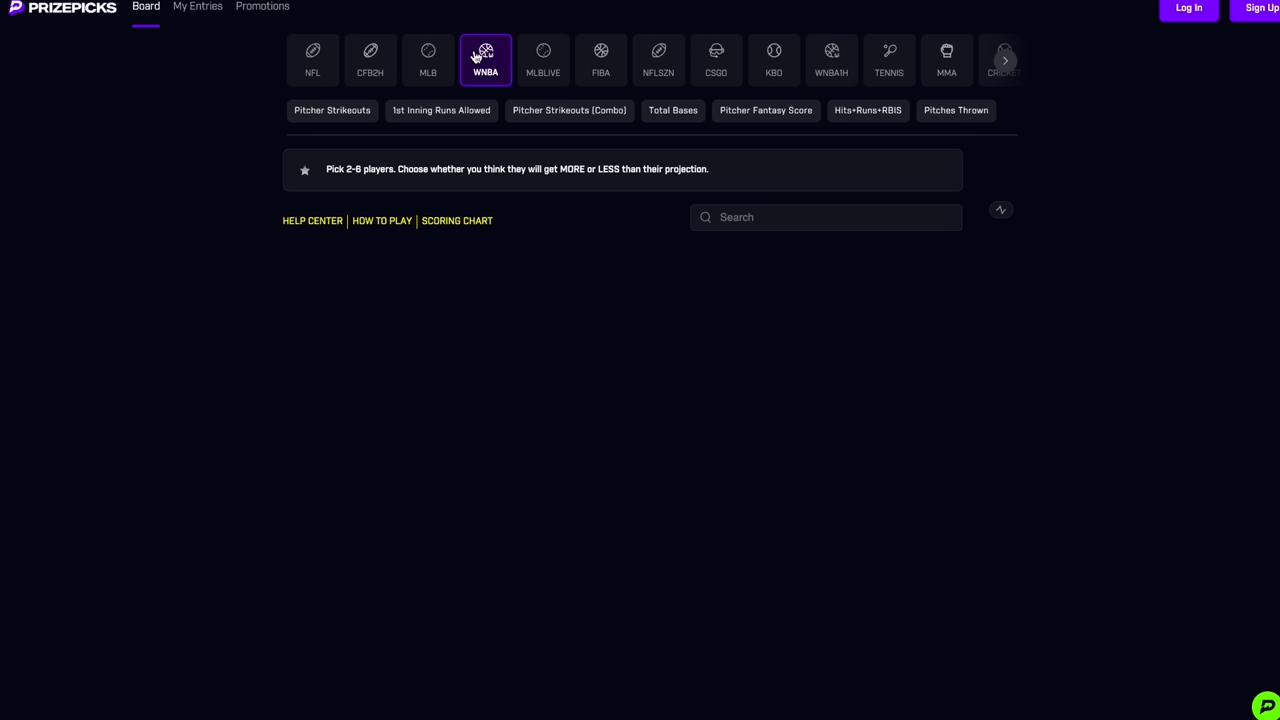 PRIZEPICKS Board My Entries Promotions Log In Sign Up
NFL CFB2H MLB WNBA MLBLIVE FIBA NFLSZN CSGO KBO WNBA1H TENNIS MMA CRICKET
Pitcher Strikeouts 1st Inning Runs Allowed Pitcher Strikeouts (Combo) Total Bases Pitcher Fantasy Score Hits+Runs+RBIS Pitches Thrown
Pick 2-6 players. Choose whether you think they will get MORE or LESS than their projection.
HELP CENTER | HOW TO PLAY | SCORING CHART Search